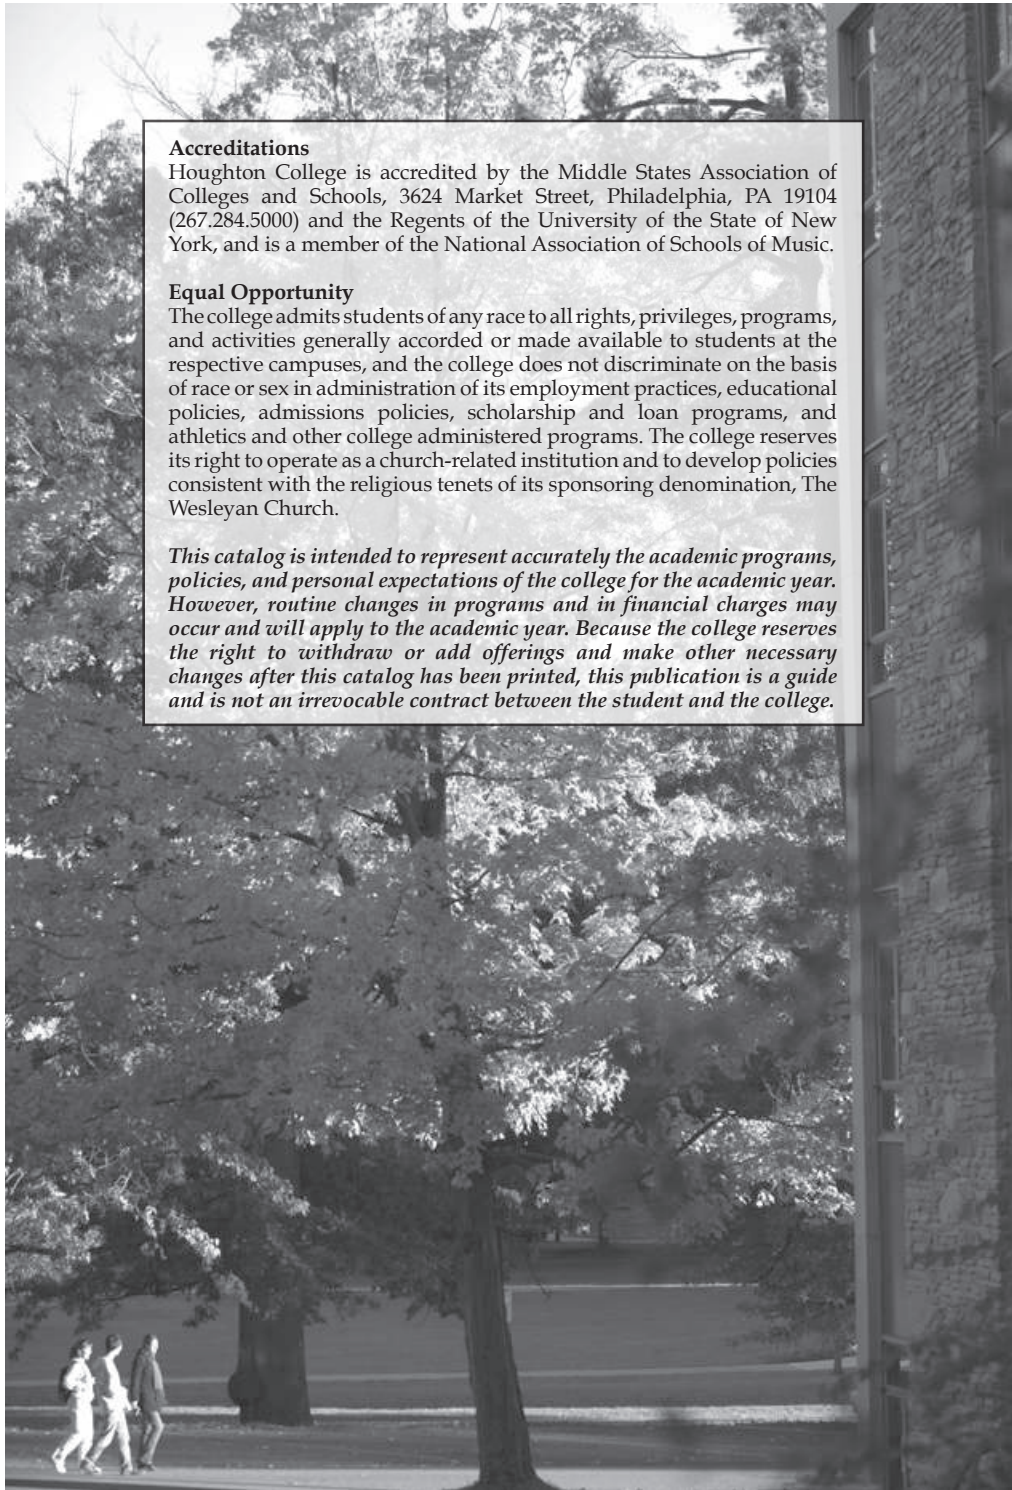 Accreditations
Houghton College is accredited by the Middle States Association of
Colleges and Schools, 3624 Market Street, Philadelphia, PA 19104
(267.284.5000) and the Regents of the University of the State of New
York, and is a member of the National Association of Schools of Music.
Equal Opportunity
The college admits students of any race to all rights, privileges, programs,
and activities generally accorded or made available to students at the
respective campuses, and the college does not discriminate on the basis
of race or sex in administration of its employment practices, educational
policies, admissions policies, scholarship and loan programs, and
athletics and other college administered programs. The college reserves
its right to operate as a church-related institution and to develop policies
consistent with the religious tenets of its sponsoring denomination, The
Wesleyan Church.
This catalog is intended to represent accurately the academic programs,
policies, and personal expectations of the college for the academic year.
However, routine changes in programs and in financial charges may
occur and will apply to the academic year. Because the college reserves
the right to withdraw or add offerings and make other necessary
changes after this catalog has been printed, this publication is a guide
and is not an irrevocable contract between the student and the college.